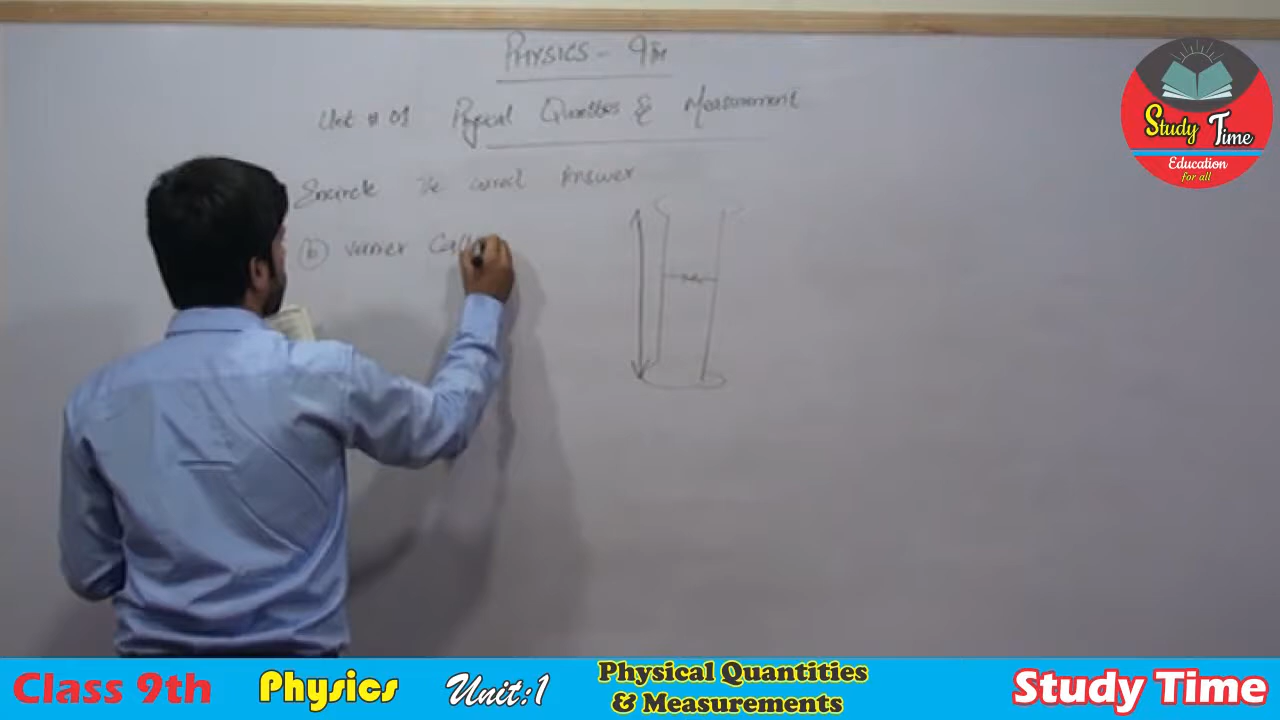 PHYSICS - 9th
Unit # 01 Physical Quantities & Measurement
Encircle the correct Answer
(b) vernier Call
Study Time
Education
for all
Class 9th Physics Unit:1 Physical Quantities & Measurements Study Time